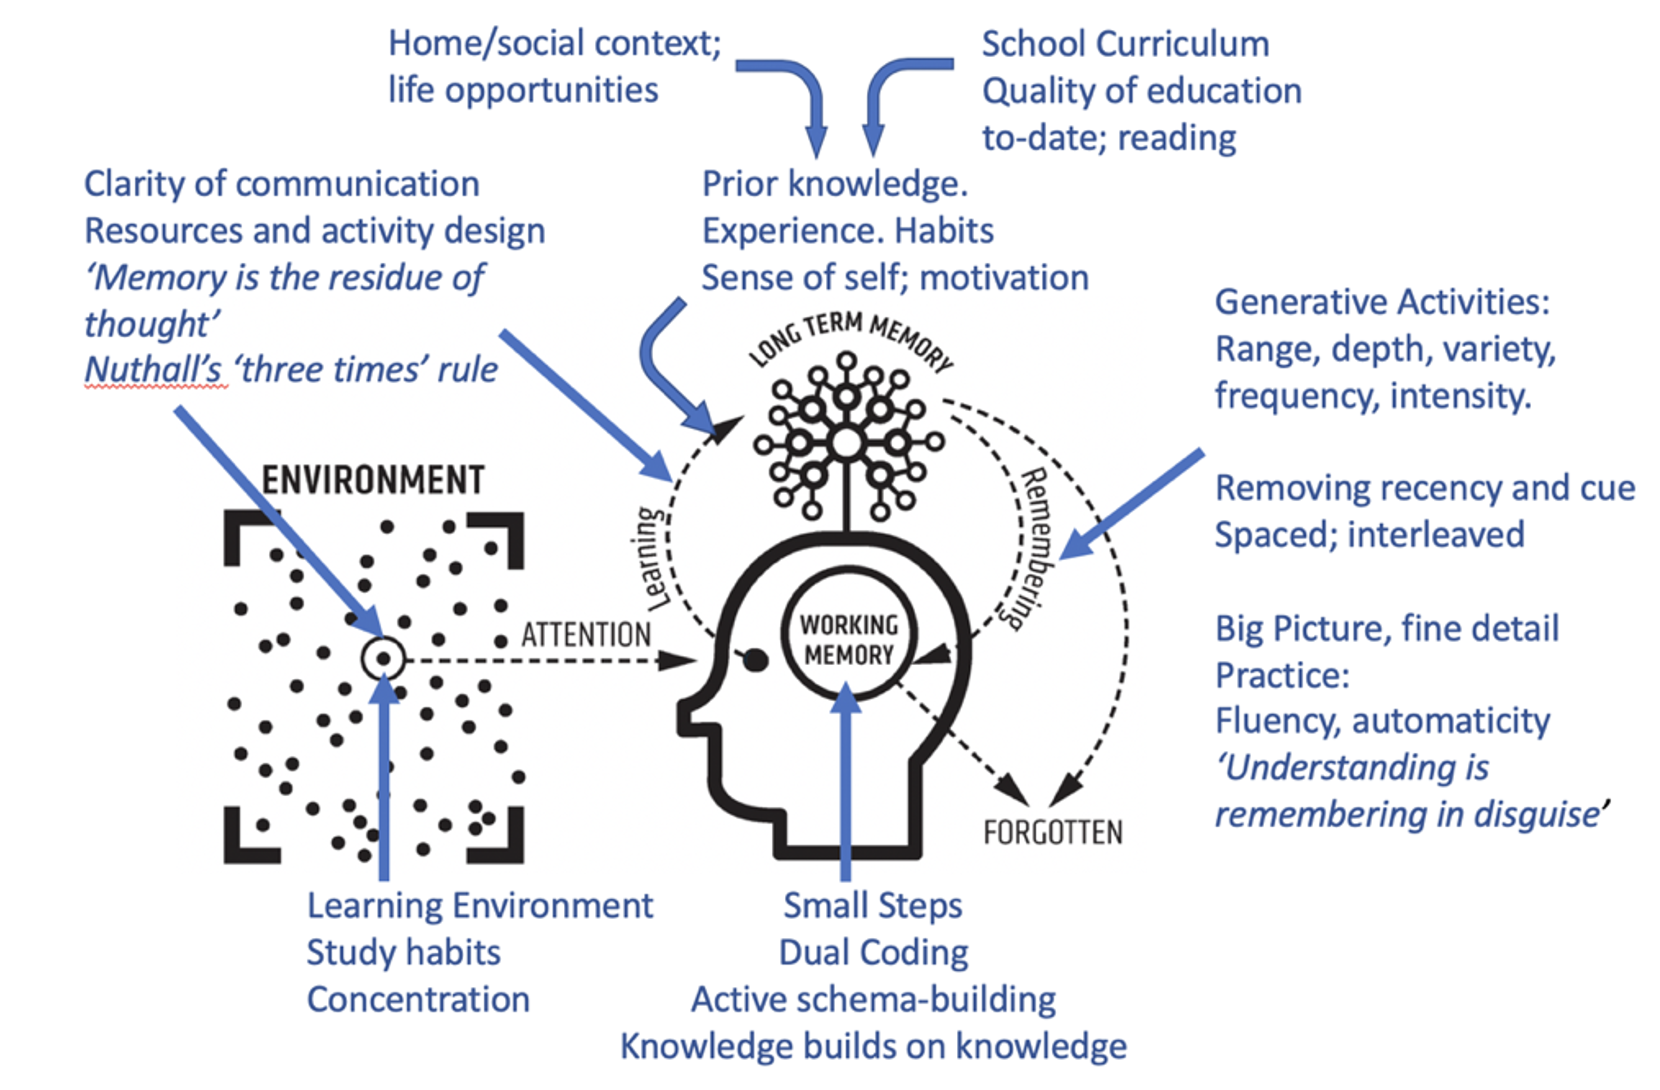 Home/social context;
life opportunities
School Curriculum
Quality of education
to-date; reading
Clarity of communication
Resources and activity design
‘Memory is the residue of
thought’
Nuthall’s ‘three times’ rule
Prior knowledge.
Experience. Habits
Sense of self; motivation
Generative Activities:
Range, depth, variety,
frequency, intensity.
Removing recency and cue
Spaced; interleaved
Big Picture, fine detail
Practice:
Fluency, automaticity
‘Understanding is
remembering in disguise’
LONG TERM MEMORY
ENVIRONMENT
Learning
Remembering
ATTENTION
WORKING
MEMORY
FORGOTTEN
Learning Environment
Study habits
Concentration
Small Steps
Dual Coding
Active schema-building
Knowledge builds on knowledge